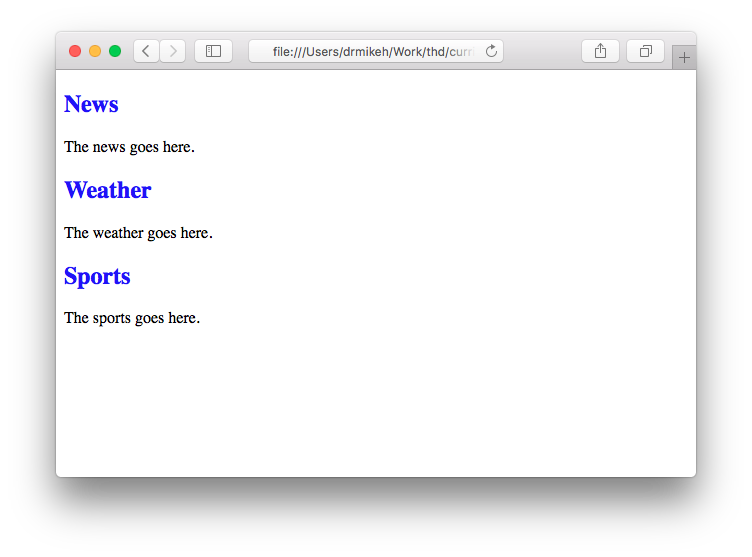 file:///Users/drmikeh/Work/thd/curri
News
The news goes here.
Weather
The weather goes here.
Sports
The sports goes here.